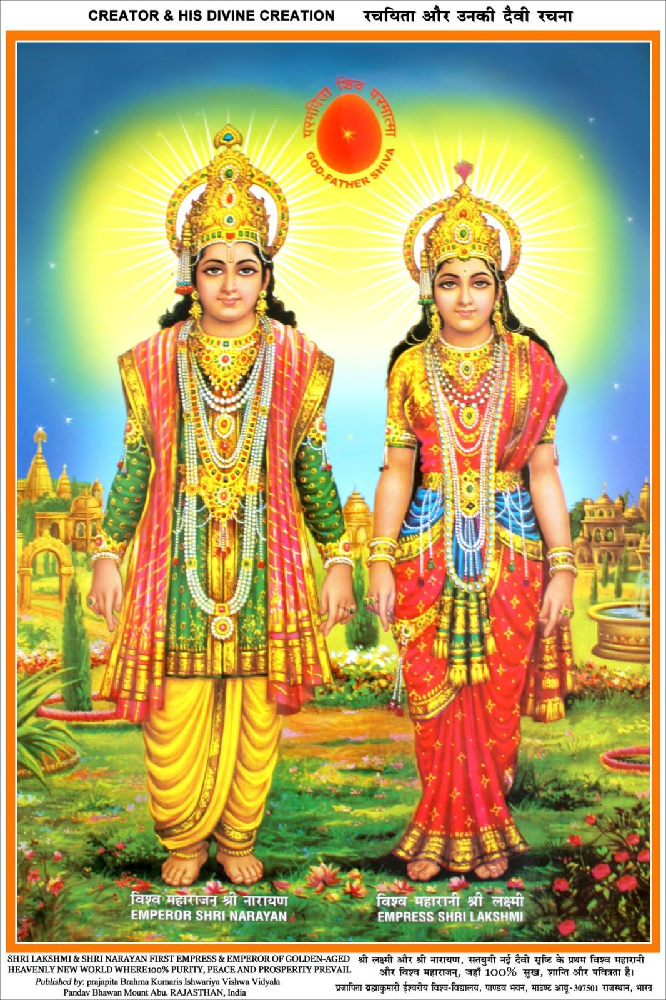 CREATOR & HIS DIVINE CREATION रचयिता और उनकी दैवी रचना
परमपिता शिव परमात्मा
GOD-FATHER SHIVA
विश्व महाराजन् श्री नारायण
EMPEROR SHRI NARAYAN
विश्व महारानी श्री लक्ष्मी
EMPRESS SHRI LAKSHMI
SHRI LAKSHMI & SHRI NARAYAN FIRST EMPRESS & EMPEROR OF GOLDEN-AGED
HEAVENLY NEW WORLD WHERE100% PURITY, PEACE AND PROSPERITY PREVAIL
Published by: prajapita Brahma Kumaris Ishwariya Vishwa Vidyala
Pandav Bhawan Mount Abu. RAJASTHAN, India
श्री लक्ष्मी और श्री नारायण, सतयुगी नई दैवी सृष्टि के प्रथम विश्व महारानी
और विश्व महाराजन्, जहाँ 100% सुख, शान्ति और पवित्रता है।
प्रजापिता ब्रह्माकुमारी ईश्वरीय विश्व-विद्यालय, पाण्डव भवन, माउण्ट आबू-307501 राजस्थान, भारत